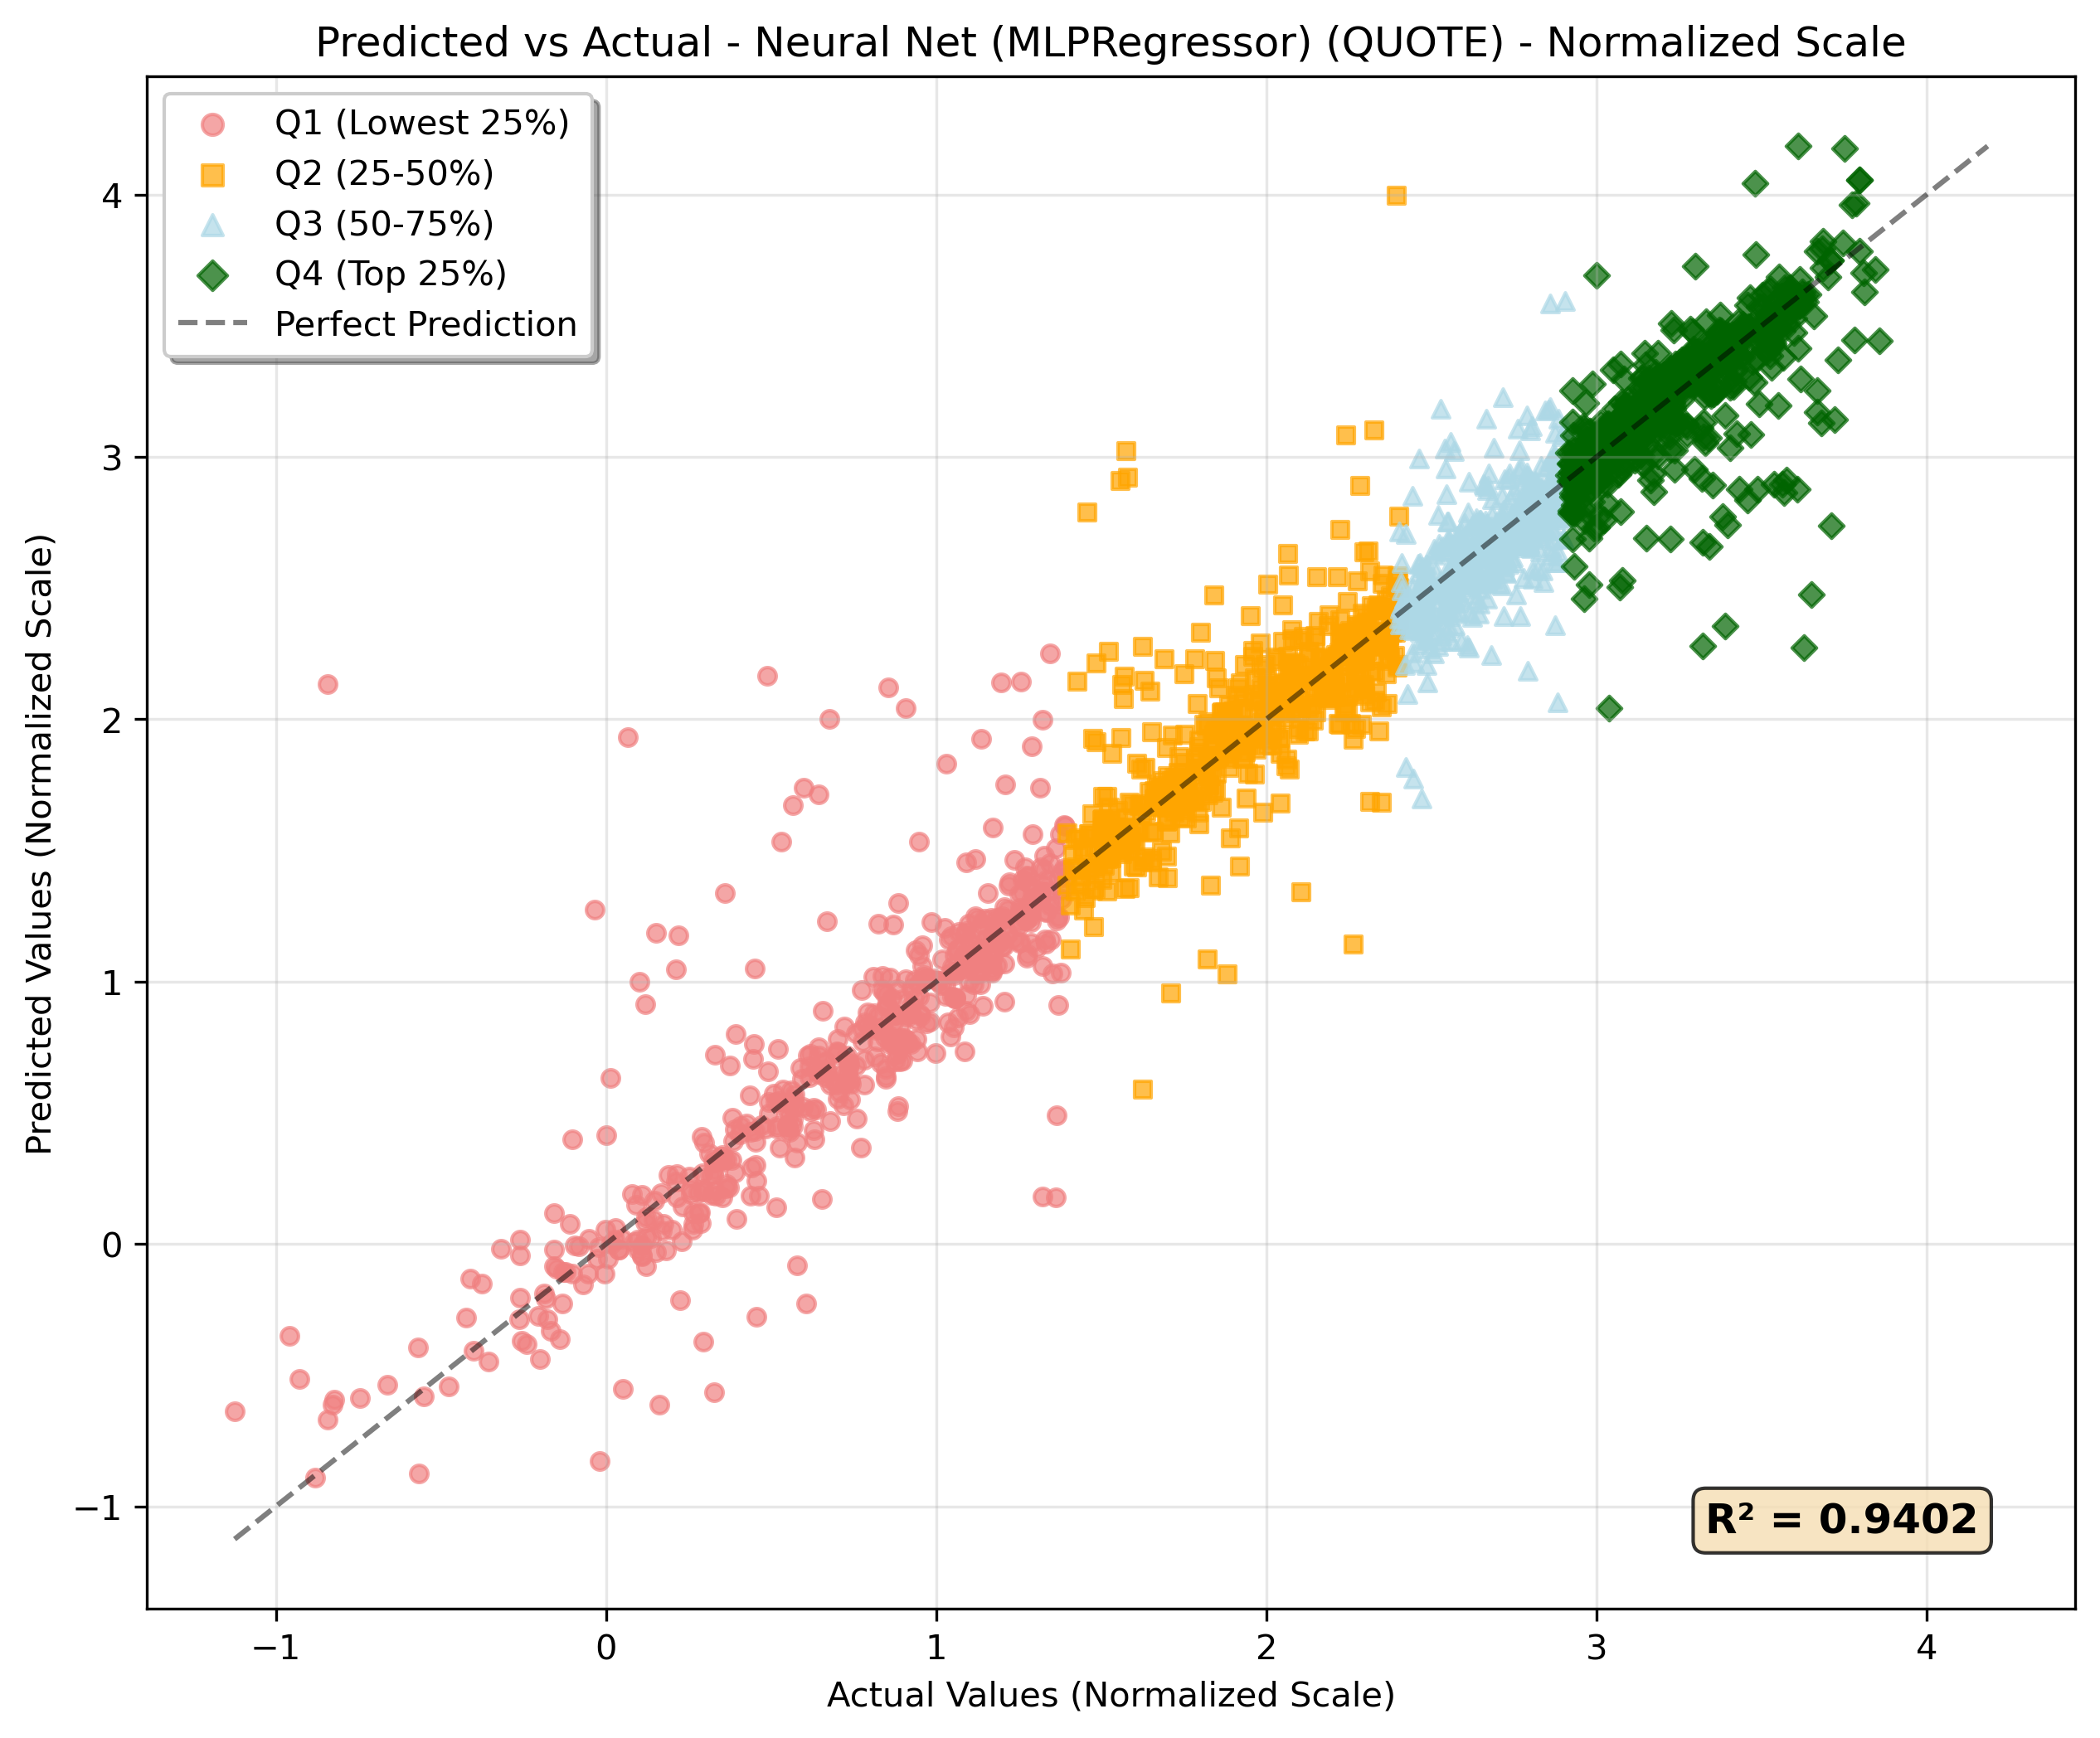 Predicted vs Actual - Neural Net (MLPRegressor) (QUOTE) - Normalized Scale
Q1 (Lowest 25%)
Q2 (25-50%)
Q3 (50-75%)
Q4 (Top 25%)
Perfect Prediction
4
3
2
1
0
−1
Predicted Values (Normalized Scale)
R² = 0.9402
−1
0
1
2
3
4
Actual Values (Normalized Scale)